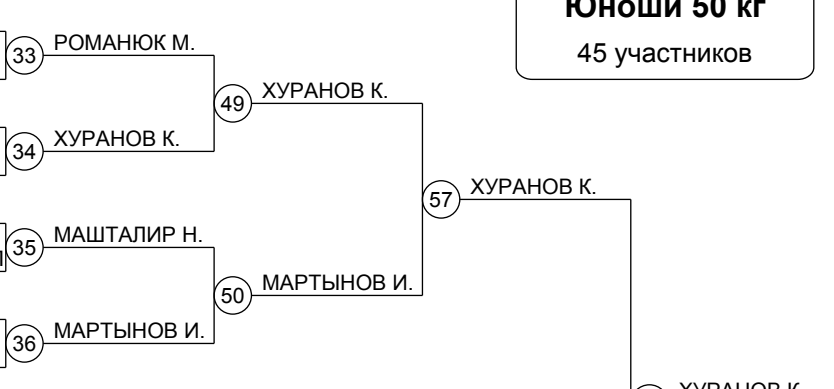 Юноши 50 кг
45 участников
33 РОМАНЮК М.
49 ХУРАНОВ К.
34 ХУРАНОВ К.
57 ХУРАНОВ К.
35 МАШТАЛИР Н.
50 МАРТЫНОВ И.
36 МАРТЫНОВ И.
ХУРАНОВ К.